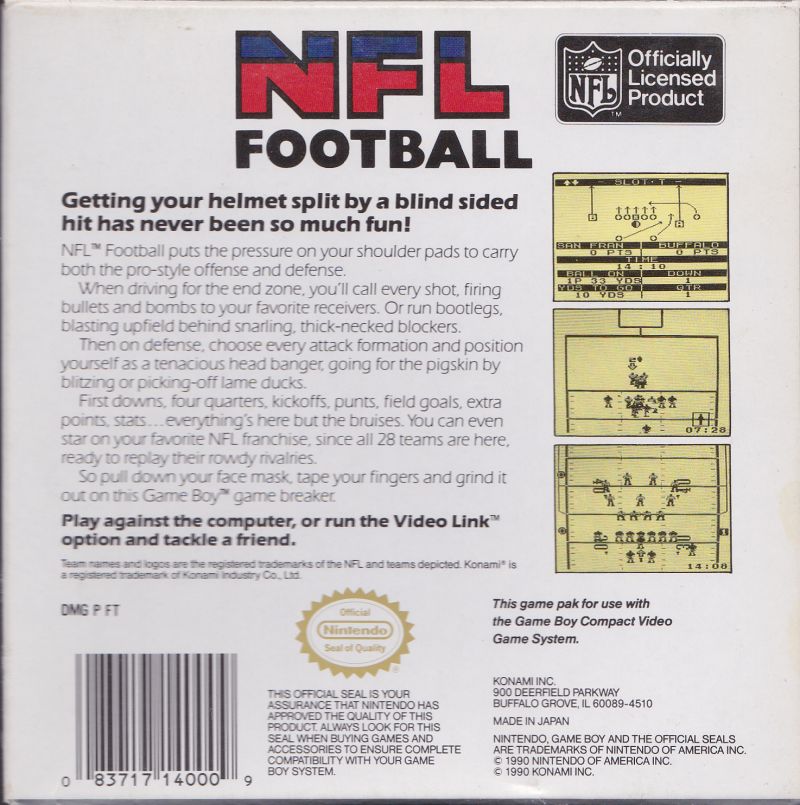 NFL
FOOTBALL
NFL
TM
Officially
Licensed
Product
Getting your helmet split by a blind sided
hit has never been so much fun!
NFL™ Football puts the pressure on your shoulder pads to carry
both the pro-style offense and defense.
When driving for the end zone, you'll call every shot, firing
bullets and bombs to your favorite receivers. Or run bootlegs,
blasting upfield behind snarling, thick-necked blockers.
Then on defense, choose every attack formation and position
yourself as a tenacious head banger, going for the pigskin by
blitzing or picking-off lame ducks.
First downs, four quarters, kickoffs, punts, field goals, extra
points, stats...everything's here but the bruises. You can even
star on your favorite NFL franchise, since all 28 teams are here,
ready to replay their rowdy rivalries.
So pull down your face mask, tape your fingers and grind it
out on this Game Boy™ game breaker.
Play against the computer, or run the Video Link™
option and tackle a friend.
Team names and logos are the registered trademarks of the NFL and teams depicted. Konami® is
a registered trademark of Konami Industry Co., Ltd.
- SLOT-T -
SAN FRAN BUFFALO
0 PTS 0 PTS
TIME
14:10
BALL ON DOWN
1P 33 YDS 1
YDS TO GO QTR
10 YDS 1
07:28
14:08
DMG P FT
Official
Nintendo
Seal of Quality
THIS OFFICIAL SEAL IS YOUR
ASSURANCE THAT NINTENDO HAS
APPROVED THE QUALITY OF THIS
PRODUCT. ALWAYS LOOK FOR THIS
SEAL WHEN BUYING GAMES AND
ACCESSORIES TO ENSURE COMPLETE
COMPATIBILITY WITH YOUR GAME
BOY SYSTEM.
This game pak for use with
the Game Boy Compact Video
Game System.
KONAMI INC.
900 DEERFIELD PARKWAY
BUFFALO GROVE, IL 60089-4510
MADE IN JAPAN
NINTENDO, GAME BOY AND THE OFFICIAL SEALS
ARE TRADEMARKS OF NINTENDO OF AMERICA INC.
© 1990 NINTENDO OF AMERICA INC.
© 1990 KONAMI INC.
0 83717 14000 9